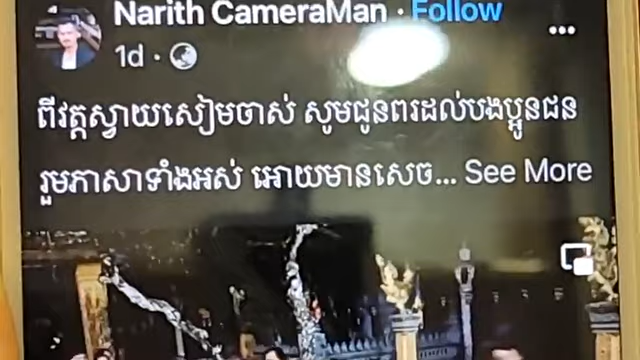 Narith CameraMan · Follow
1d ·
ពីវត្តស្វាយសៀមចាស់ សូមជូនពរដល់បងប្អូនជន
រួមភាសាទាំងអស់ អោយមានសេច... See More